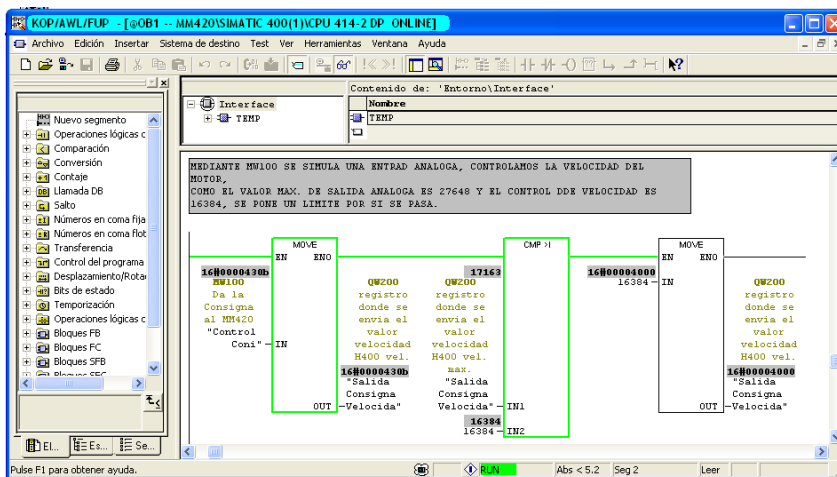 KOP/AWL/FUP - [@OB1 -- MM420\SIMATIC 400(1)\CPU 414-2 DP ONLINE]
Archivo Edición Insertar Sistema de destino Test Ver Herramientas Ventana Ayuda
Contenido de: 'Entorno\Interface'
Interface
TEMP
Nombre
TEMP
Nuevo segmento
Operaciones lógicas c
Comparación
Conversión
Contaje
Llamada DB
Salto
Números en coma fija
Números en coma flot
Transferencia
Control del programa
Desplazamiento/Rota
Bits de estado
Temporización
Operaciones lógicas c
Bloques FB
Bloques FC
Bloques SFB
Bloques SFC
El...
Es...
Se...
MEDIANTE MW100 SE SIMULA UNA ENTRAD ANALOGA, CONTROLAMOS LA VELOCIDAD DEL
MOTOR,
COMO EL VALOR MAX. DE SALIDA ANALOGA ES 27648 Y EL CONTROL DDE VELOCIDAD ES
16384, SE PONE UN LIMITE POR SI SE PASA.
MOVE
EN ENO
16#0000430b
MW100
Da la
Consigna
al MM420
"Control
Coni"
IN
QW200
registro
donde se
envia el
valor
velocidad
H400 vel.
16#0000430b
"Salida
Consigna
OUT
Velocida"
CMP >I
17163
QW200
registro
donde se
envia el
valor
velocidad
H400 vel.
max.
"Salida
Consigna
Velocida"
IN1
16384
16384
IN2
MOVE
EN ENO
16#00004000
16384
IN
QW200
registro
donde se
envia el
valor
velocidad
H400 vel.
16#00004000
"Salida
Consigna
OUT
Velocida"
Pulse F1 para obtener ayuda.
RUN
Abs < 5.2
Seg 2
Leer